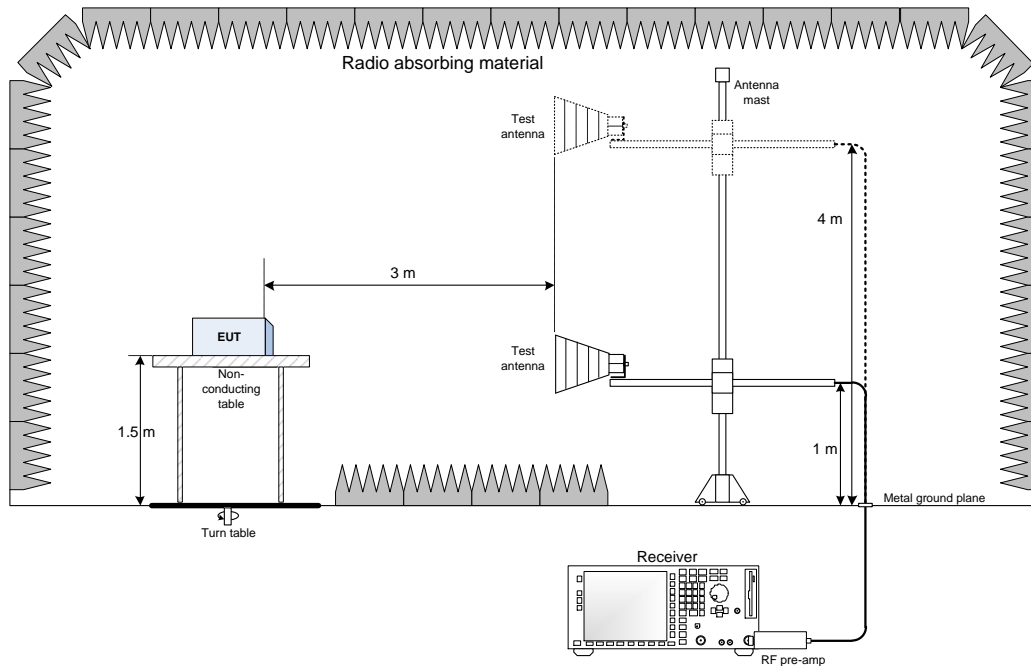 Radio absorbing material
Antenna
mast
Test
antenna
4 m
3 m
EUT
Test
antenna
Non-
conducting
table
1.5 m
1 m
Metal ground plane
Turn table
Receiver
RF pre-amp